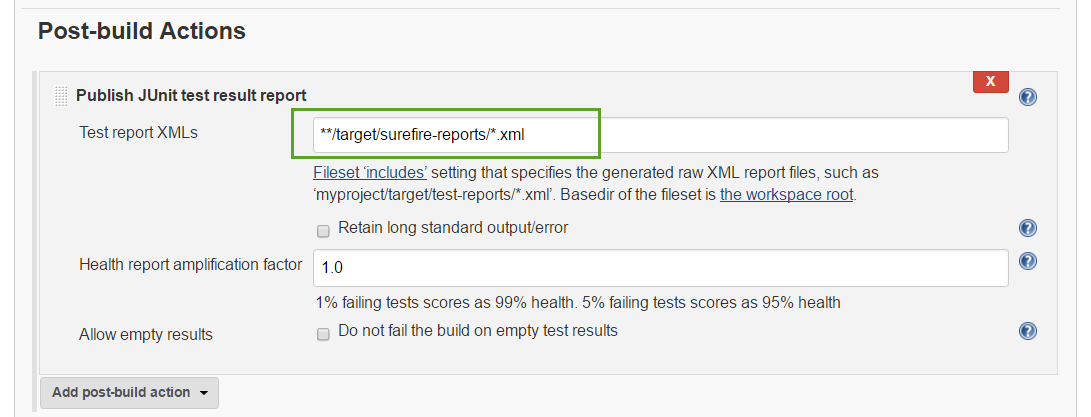 Post-build Actions
X
Publish JUnit test result report
Test report XMLs
**/target/surefire-reports/*.xml
Fileset ‘includes’ setting that specifies the generated raw XML report files, such as
‘myproject/target/test-reports/*.xml’. Basedir of the fileset is the workspace root.
Retain long standard output/error
Health report amplification factor
1.0
1% failing tests scores as 99% health. 5% failing tests scores as 95% health
Allow empty results
Do not fail the build on empty test results
Add post-build action